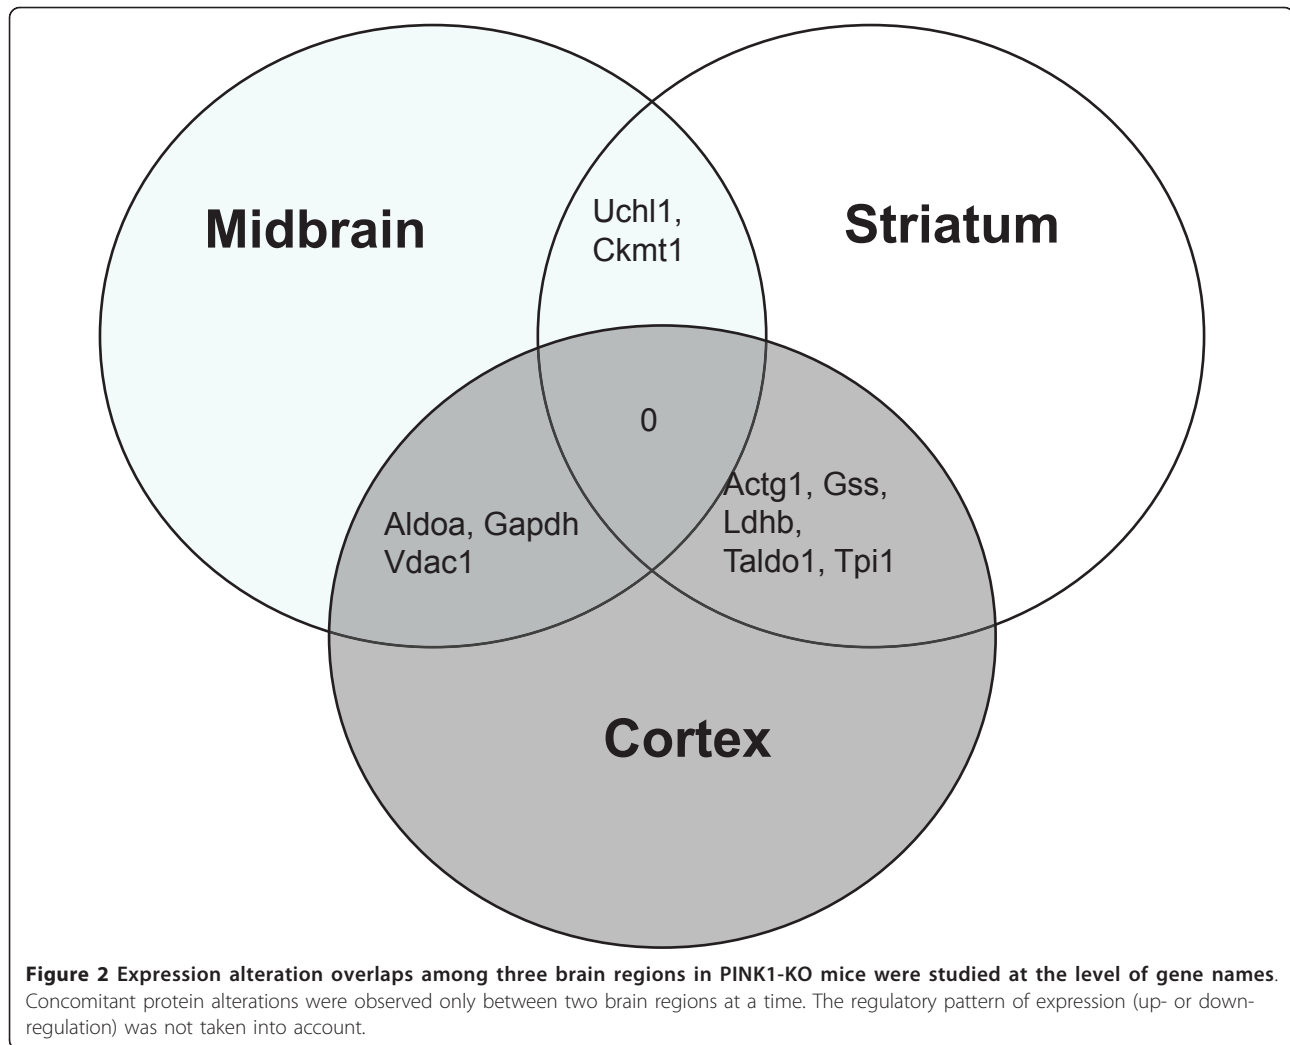 Midbrain
Striatum
Uchl1,
Ckmt1
0
Aldoa, Gapdh
Vdac1
Actg1, Gss,
Ldhb,
Taldo1, Tpi1
Cortex
Figure 2 Expression alteration overlaps among three brain regions in PINK1-KO mice were studied at the level of gene names.
Concomitant protein alterations were observed only between two brain regions at a time. The regulatory pattern of expression (up- or down-
regulation) was not taken into account.